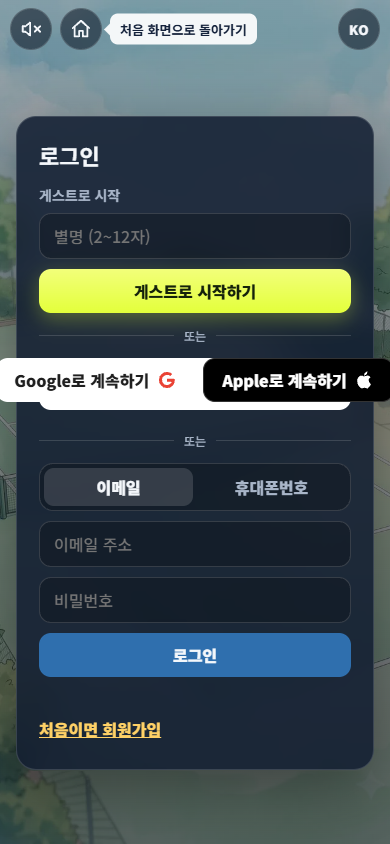 처음 화면으로 돌아가기
KO
로그인
게스트로 시작
별명 (2~12자)
게스트로 시작하기
또는
Google로 계속하기
Apple로 계속하기
또는
이메일
휴대폰번호
이메일 주소
비밀번호
로그인
처음이면 회원가입